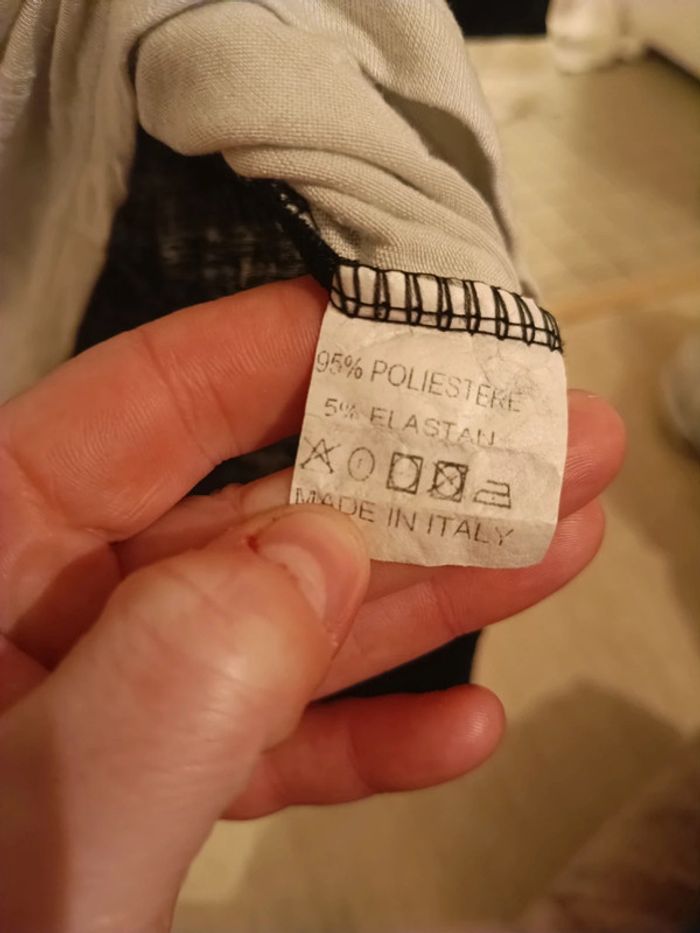 95% POLIESTERE
5% ELASTAN
MADE IN ITALY